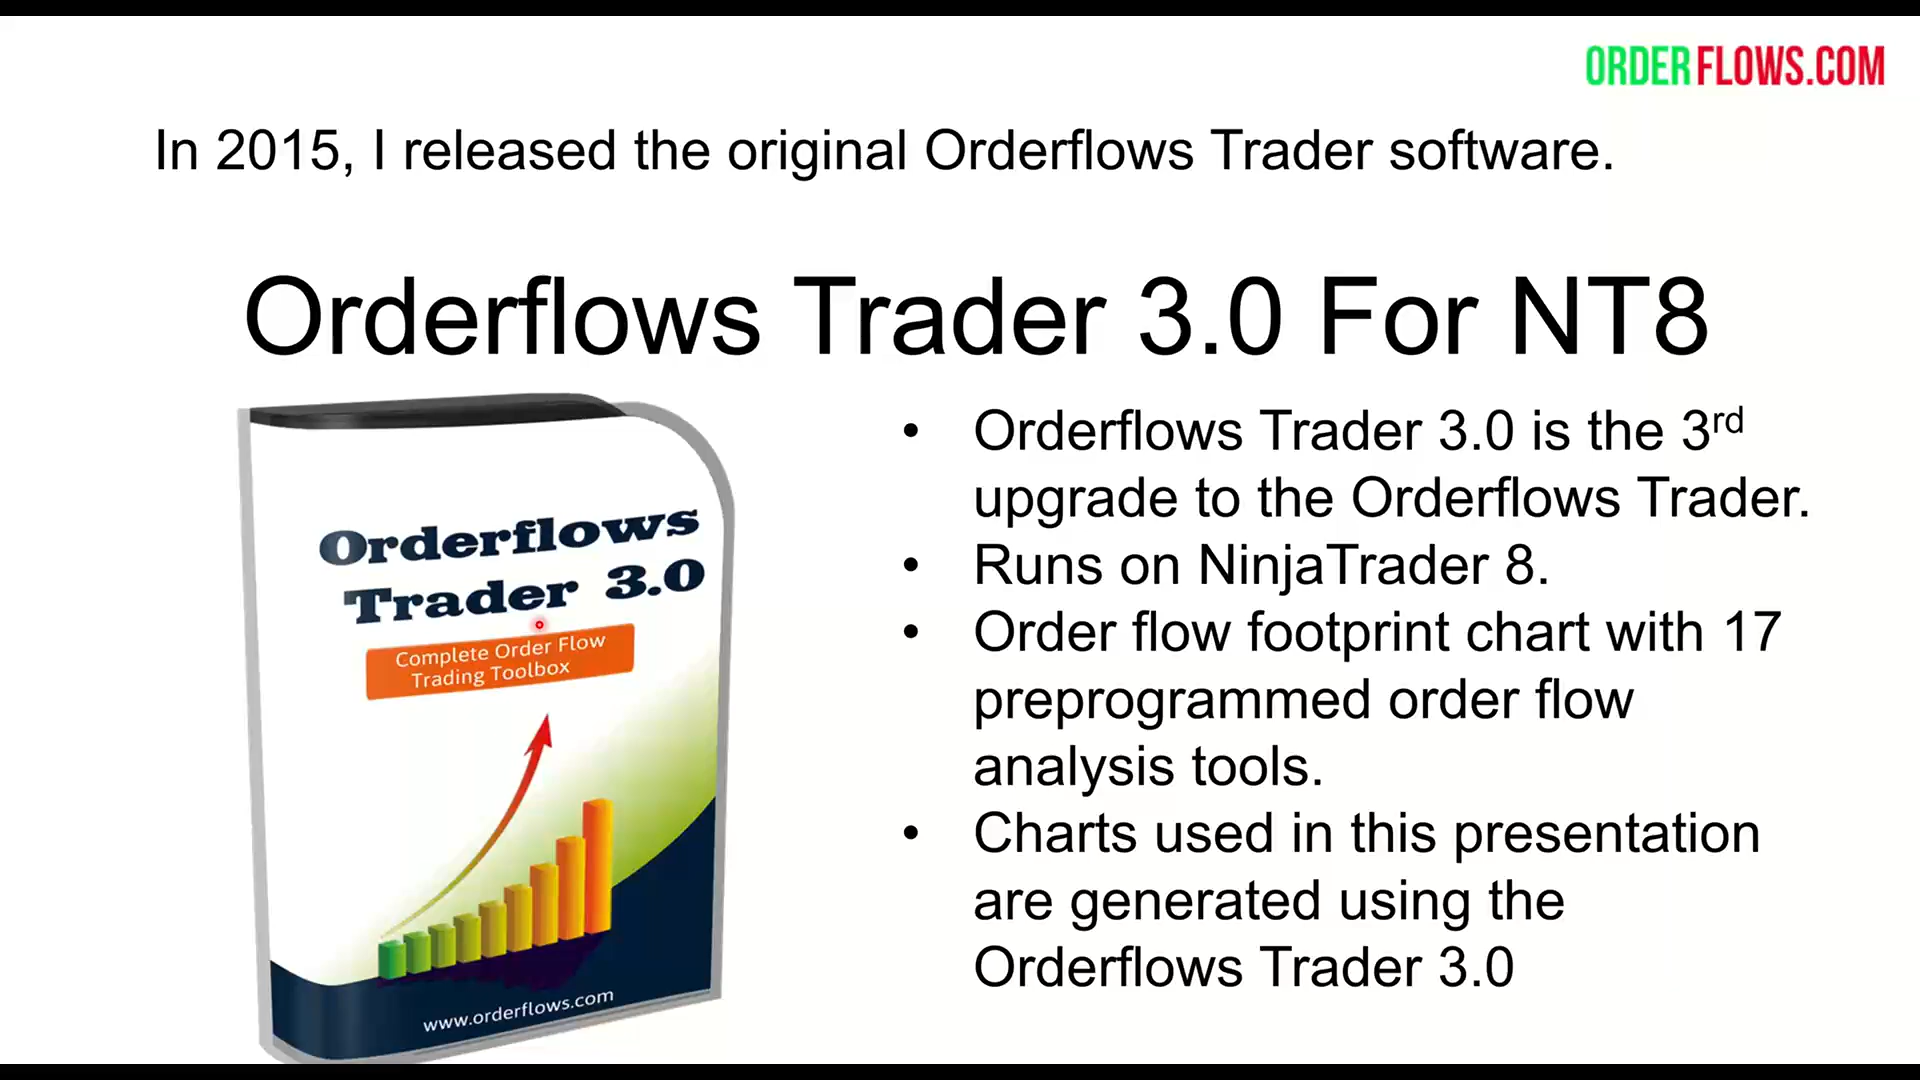 ORDERFLOWS.COM
In 2015, I released the original Orderflows Trader software.
Orderflows Trader 3.0 For NT8
Orderflows
Trader 3.0
Complete Order Flow
Trading Toolbox
www.orderflows.com
• Orderflows Trader 3.0 is the 3rd
upgrade to the Orderflows Trader.
• Runs on NinjaTrader 8.
• Order flow footprint chart with 17
preprogrammed order flow
analysis tools.
• Charts used in this presentation
are generated using the
Orderflows Trader 3.0